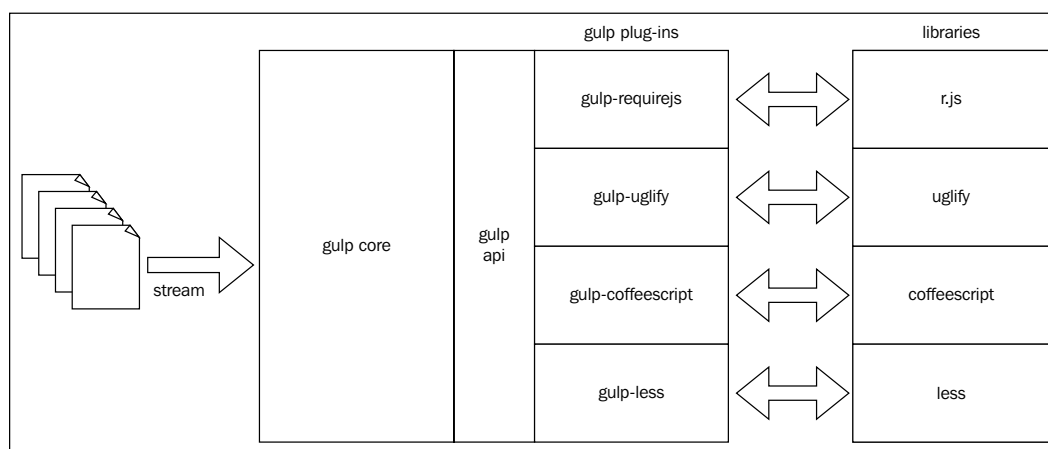 gulp plug-ins
libraries
gulp-requirejs
r.js
gulp-uglify
uglify
gulp core
gulp
api
stream
gulp-coffeescript
coffeescript
gulp-less
less